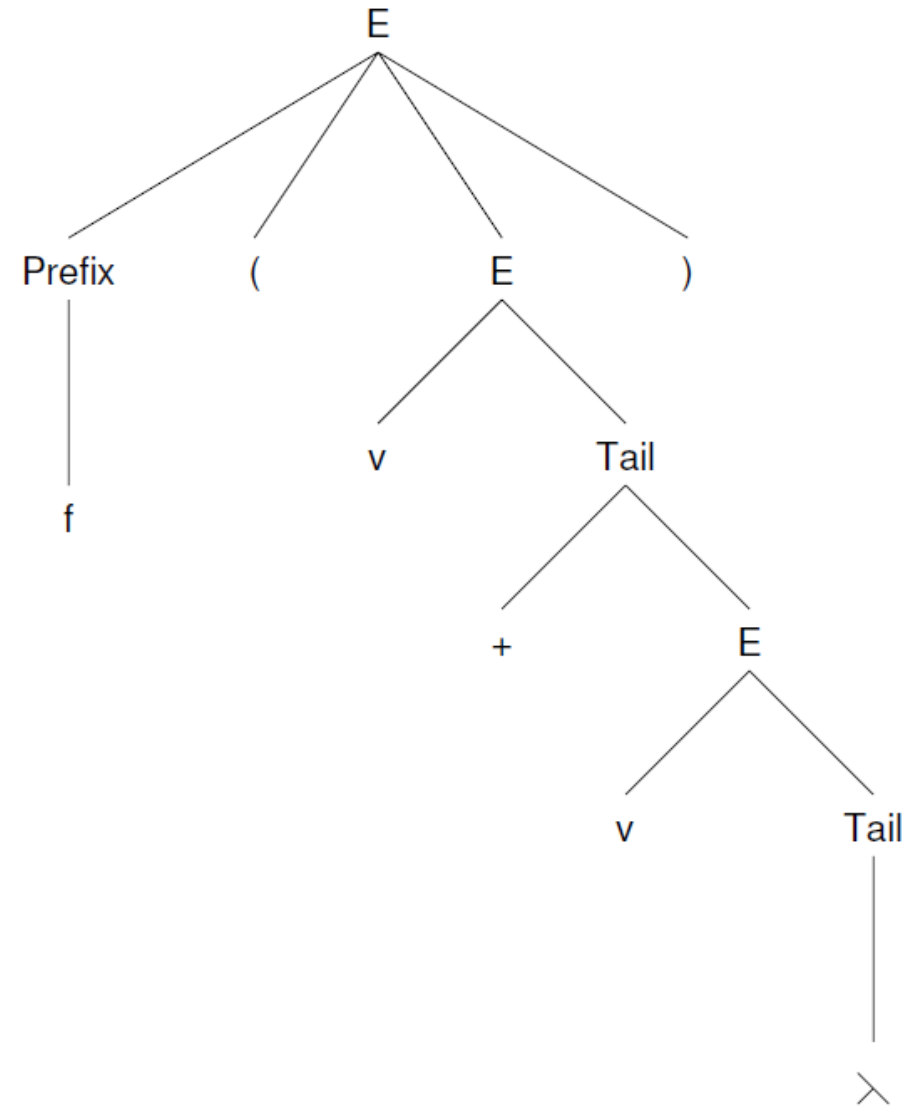 E
Prefix ( E )
v Tail
f
+ E
v Tail
λ